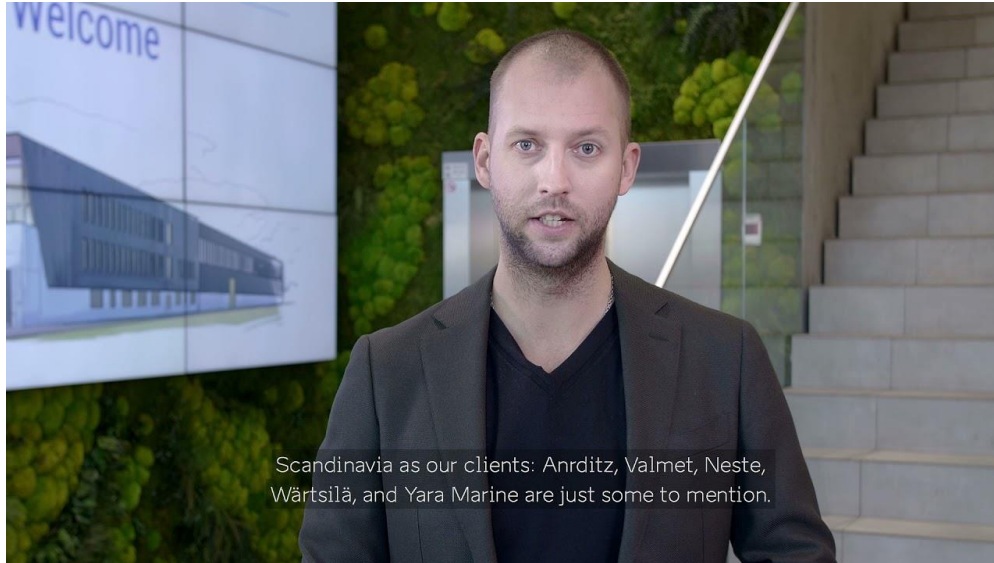 Welcome
Scandinavia as our clients: Anrditz, Valmet, Neste,
Wärtsilä, and Yara Marine are just some to mention.